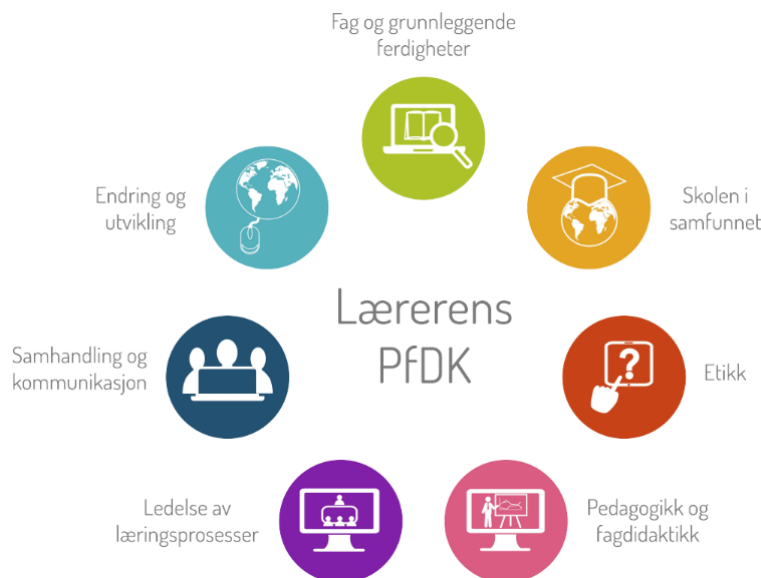 Fag og grunnleggende
ferdigheter
Endring og
utvikling
Skolen i
samfunnet
Lærerens
PfDK
Samhandling og
kommunikasjon
?
Etikk
Ledelse av
læringsprosesser
Pedagogikk og
fagdidaktikk